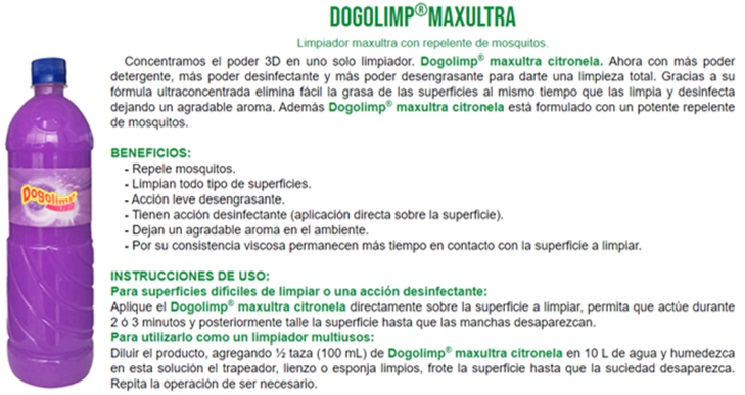 DOGOLIMP®MAXULTRA
Limpiador maxultra con repelente de mosquitos.
Concentramos el poder 3D en uno solo limpiador. Dogolimp® maxultra citronela. Ahora con más poder
detergente, más poder desinfectante y más poder desengrasante para darte una limpieza total. Gracias a su
fórmula ultraconcentrada elimina fácil la grasa de las superficies al mismo tiempo que las limpia y desinfecta
dejando un agradable aroma. Además Dogolimp® maxultra citronela está formulado con un potente repelente
de mosquitos.
BENEFICIOS:
- Repele mosquitos.
- Limpian todo tipo de superficies.
- Acción leve desengrasante.
- Tienen acción desinfectante (aplicación directa sobre la superficie).
- Dejan un agradable aroma en el ambiente.
- Por su consistencia viscosa permanecen más tiempo en contacto con la superficie a limpiar.
INSTRUCCIONES DE USO:
Para superficies difíciles de limpiar o una acción desinfectante:
Aplique el Dogolimp® maxultra citronela directamente sobre la superficie a limpiar, permita que actúe durante
2 ó 3 minutos y posteriormente talle la superficie hasta que las manchas desaparezcan.
Para utilizarlo como un limpiador multiusos:
Diluir el producto, agregando ½ taza (100 mL) de Dogolimp® maxultra citronela en 10 L de agua y humedezca
en esta solución el trapeador, lienzo o esponja limpios, frote la superficie hasta que la suciedad desaparezca.
Repita la operación de ser necesario.
Dogolimp